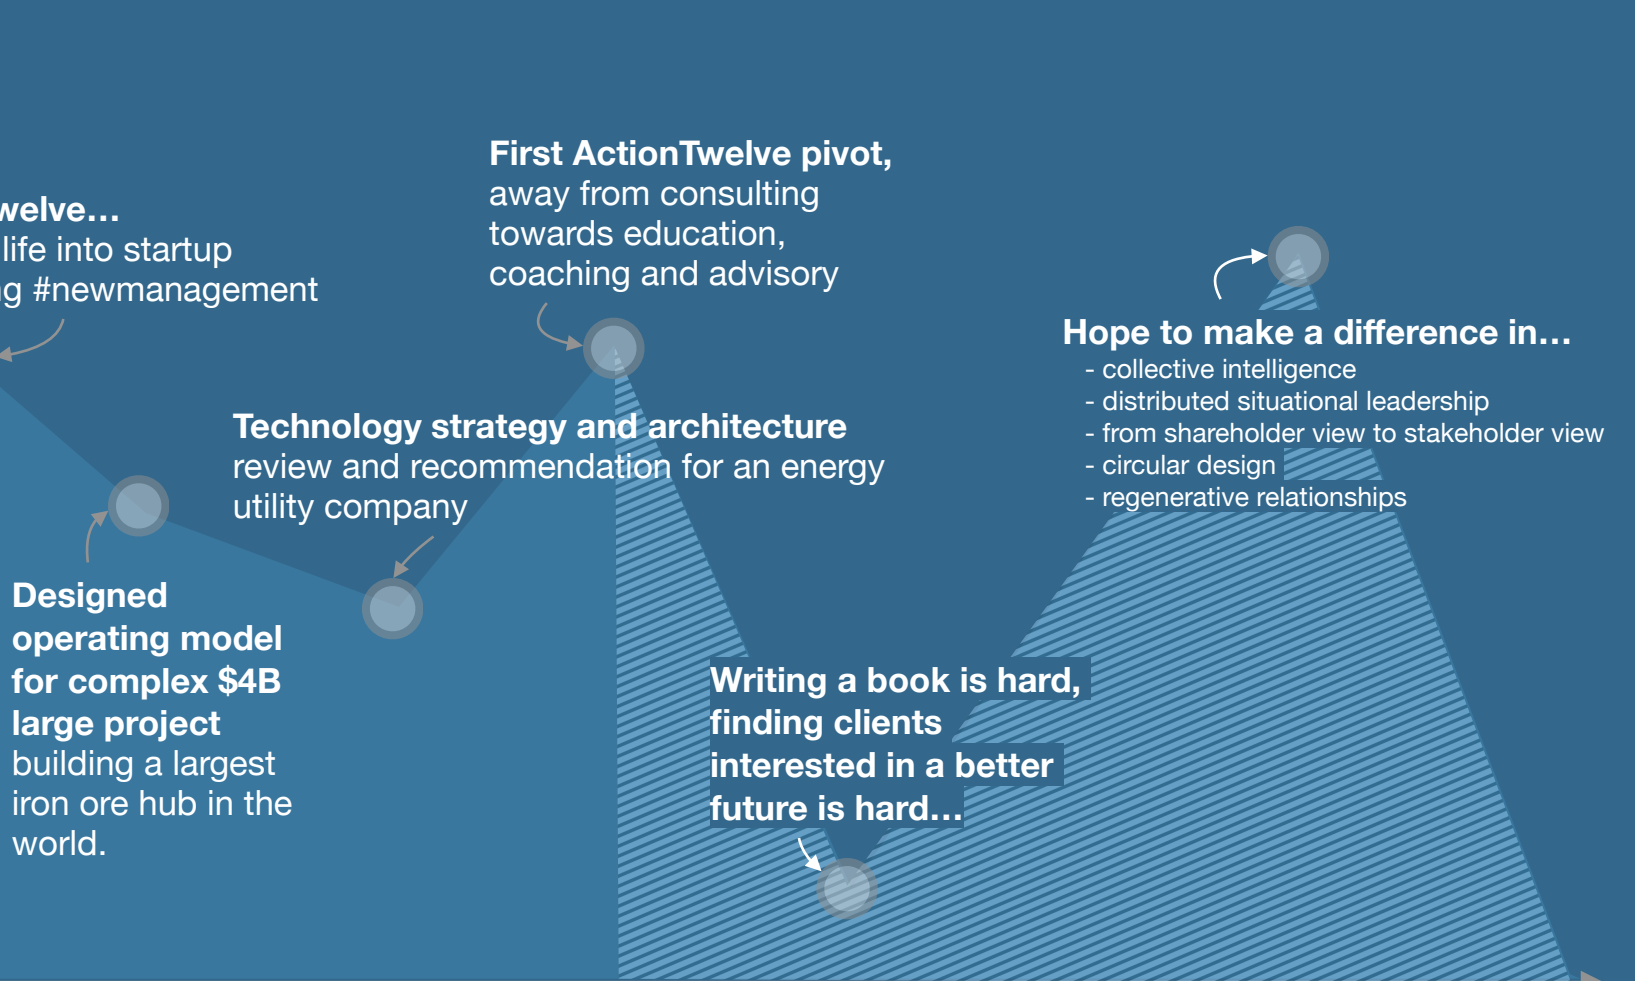 welve…
life into startup
ng #newmanagement
First ActionTwelve pivot,
away from consulting
towards education,
coaching and advisory
Technology strategy and architecture
review and recommendation for an energy
utility company
Designed
operating model
for complex $4B
large project
building a largest
iron ore hub in the
world.
Writing a book is hard,
finding clients
interested in a better
future is hard…
Hope to make a difference in…
- collective intelligence
- distributed situational leadership
- from shareholder view to stakeholder view
- circular design
- regenerative relationships